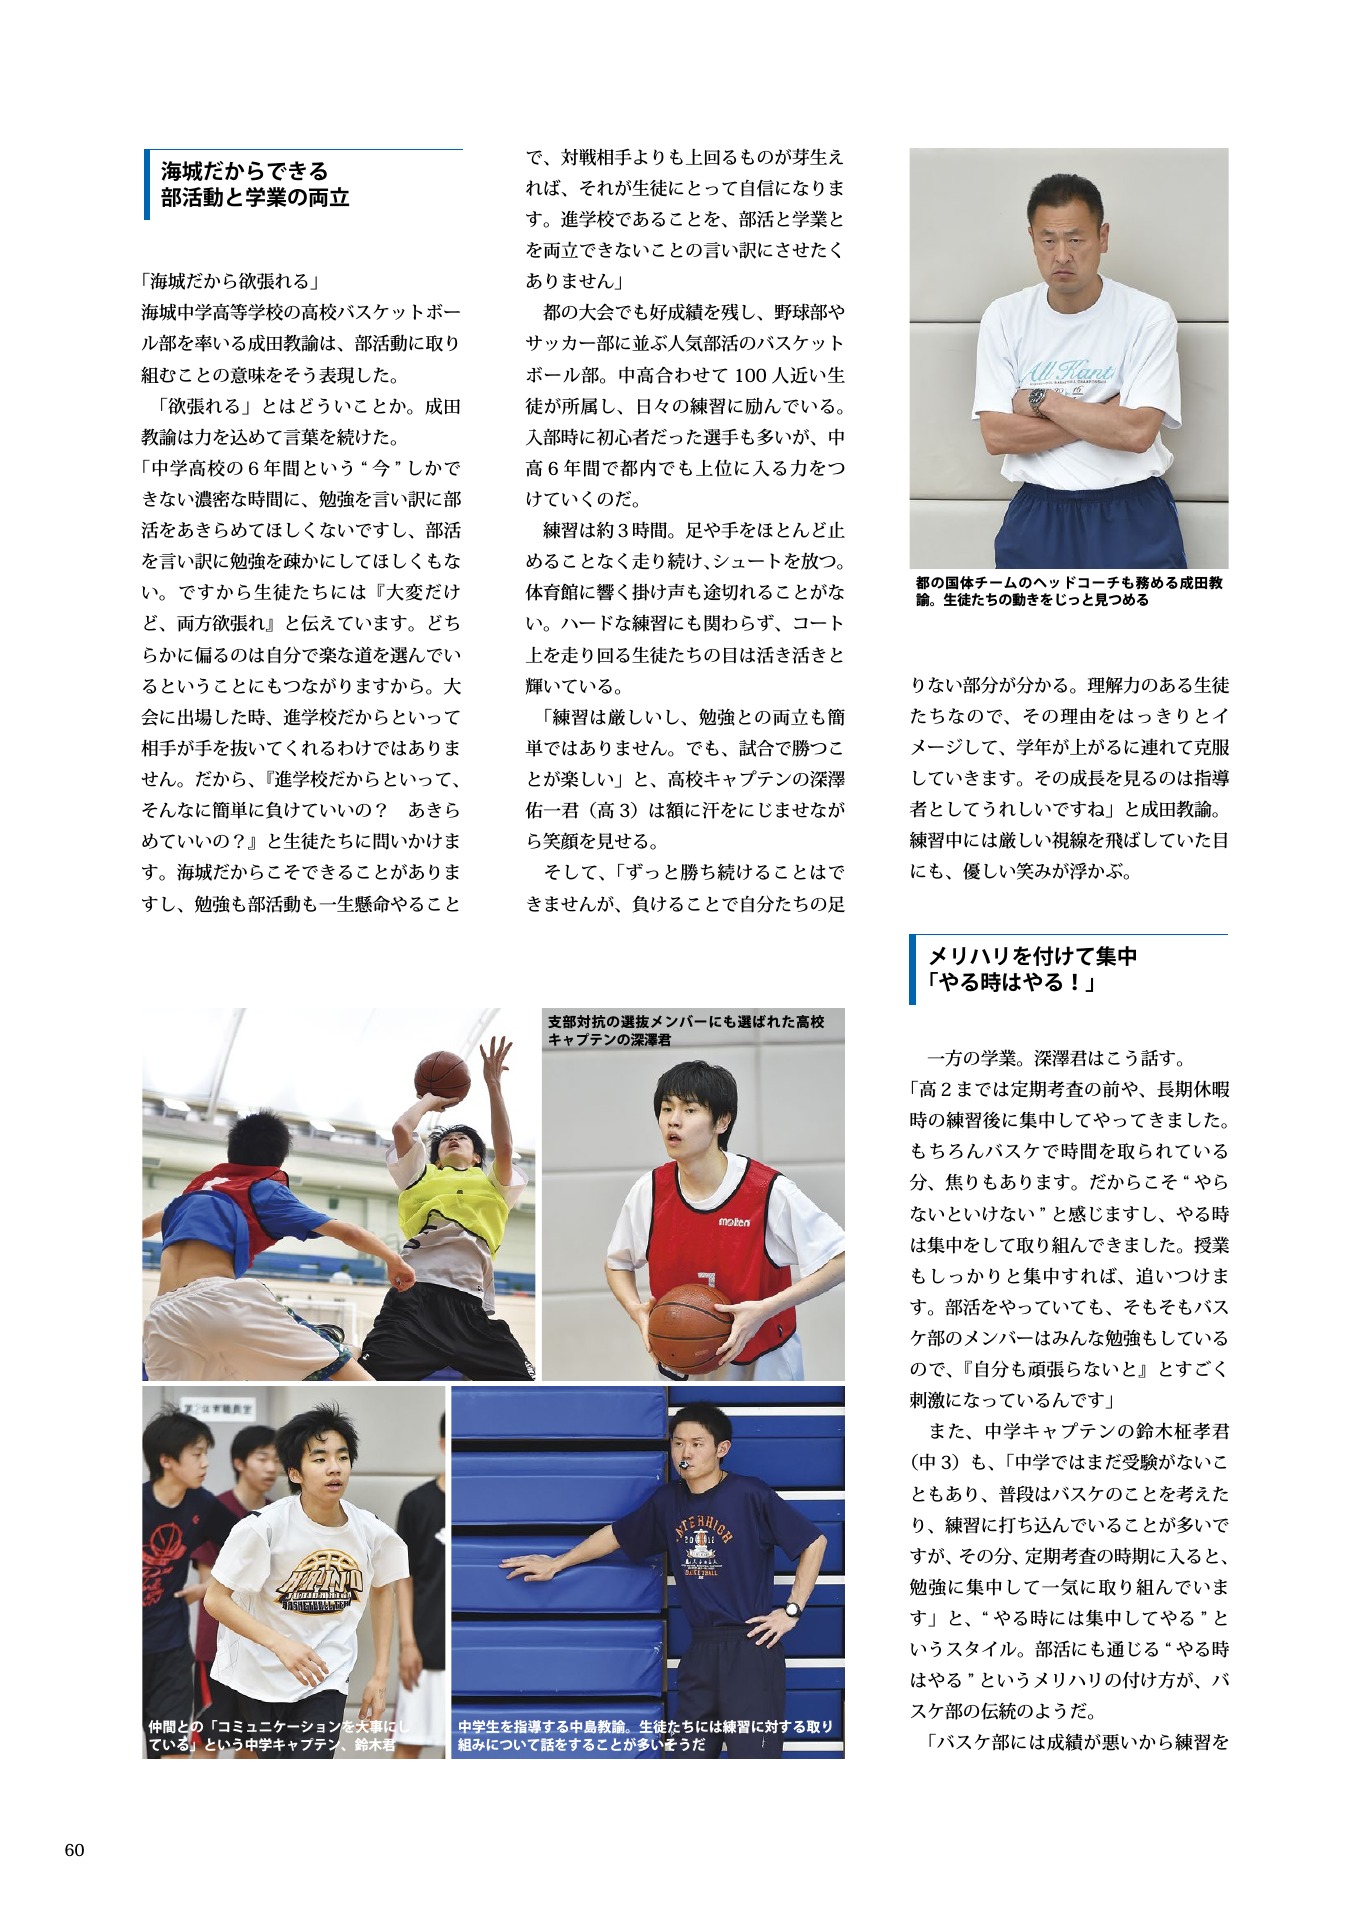 海城だからできる
部活動と学業の両立
「海城だから欲張れる」
海城中学高等学校の高校バスケットボー
ル部を率いる成田教諭は、部活動に取り
組むことの意味をそう表現した。
「欲張れる」とはどういことか。成田
教諭は力を込めて言葉を続けた。
「中学高校の６年間という“今”しかで
きない濃密な時間に、勉強を言い訳に部
活をあきらめてほしくないですし、部活
を言い訳に勉強を疎かにしてほしくもな
い。ですから生徒たちには『大変だけ
ど、両方欲張れ』と伝えています。どち
らかに偏るのは自分で楽な道を選んでい
るということにもつながりますから。大
会に出場した時、進学校だからといって
相手が手を抜いてくれるわけではありま
せん。だから、『進学校だからといって、
そんなに簡単に負けていいの？　あきら
めていいの？』と生徒たちに問いかけま
す。海城だからこそできることがありま
すし、勉強も部活動も一生懸命やること
で、対戦相手よりも上回るものが芽生え
れば、それが生徒にとって自信になりま
す。進学校であることを、部活と学業と
を両立できないことの言い訳にさせたく
ありません」
都の大会でも好成績を残し、野球部や
サッカー部に並ぶ人気部活のバスケット
ボール部。中高合わせて 100 人近い生
徒が所属し、日々の練習に励んでいる。
入部時に初心者だった選手も多いが、中
高６年間で都内でも上位に入る力をつ
けていくのだ。
練習は約３時間。足や手をほとんど止
めることなく走り続け、シュートを放つ。
体育館に響く掛け声も途切れることがな
い。ハードな練習にも関わらず、コート
上を走り回る生徒たちの目は活き活きと
輝いている。
「練習は厳しいし、勉強との両立も簡
単ではありません。でも、試合で勝つこ
とが楽しい」と、高校キャプテンの深澤
佑一君（高３）は額に汗をにじませなが
ら笑顔を見せる。
そして、「ずっと勝ち続けることはで
きませんが、負けることで自分たちの足
All Kant
都の国体チームのヘッドコーチも務める成田教
諭。生徒たちの動きをじっと見つめる
りない部分が分かる。理解力のある生徒
たちなので、その理由をはっきりとイ
メージして、学年が上がるに連れて克服
していきます。その成長を見るのは指導
者としてうれしいですね」と成田教諭。
練習中には厳しい視線を飛ばしていた目
にも、優しい笑みが浮かぶ。
メリハリを付けて集中
「やる時はやる！」
一方の学業。深澤君はこう話す。
「高２までは定期考査の前や、長期休暇
時の練習後に集中してやってきました。
もちろんバスケで時間を取られている
分、焦りもあります。だからこそ“やら
ないといけない”と感じますし、やる時
は集中をして取り組んできました。授業
もしっかりと集中すれば、追いつけま
す。部活をやっていても、そもそもバス
ケ部のメンバーはみんな勉強もしている
ので、『自分も頑張らないと』とすごく
刺激になっているんです」
また、中学キャプテンの鈴木柾孝君
（中３）も、「中学ではまだ受験がないこ
ともあり、普段はバスケのことを考えた
り、練習に打ち込んでいることが多いで
すが、その分、定期考査の時期に入ると、
勉強に集中して一気に取り組んでいま
す」と、“やる時には集中してやる”と
いうスタイル。部活にも通じる“やる時
はやる”というメリハリの付け方が、バ
スケ部の伝統のようだ。
「バスケ部には成績が悪いから練習を
支部対抗の選抜メンバーにも選ばれた高校
キャプテンの深澤君
molten
仲間との「コミュニケーションを大事にし
ている」という中学キャプテン、鈴木君
INTERHIGH
BASKETBALL
中学生を指導する中島教諭。生徒たちには練習に対する取り
組みについて話をすることが多いそうだ
60